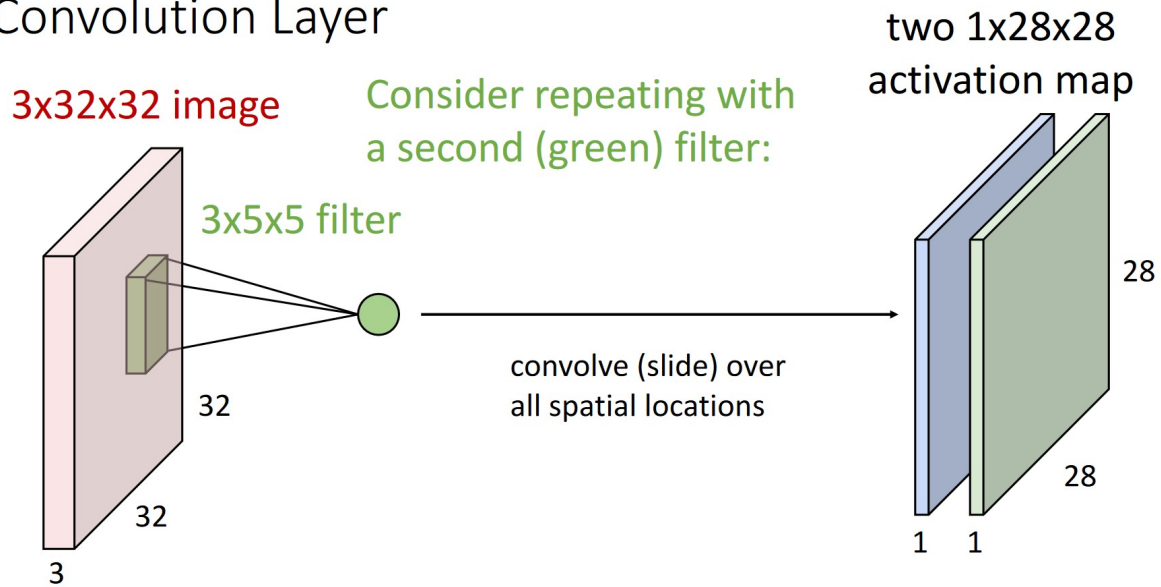 Convolution Layer
two 1x28x28
activation map
3x32x32 image
Consider repeating with
a second (green) filter:
3x5x5 filter
28
convolve (slide) over
all spatial locations
32
28
32
1
1
3